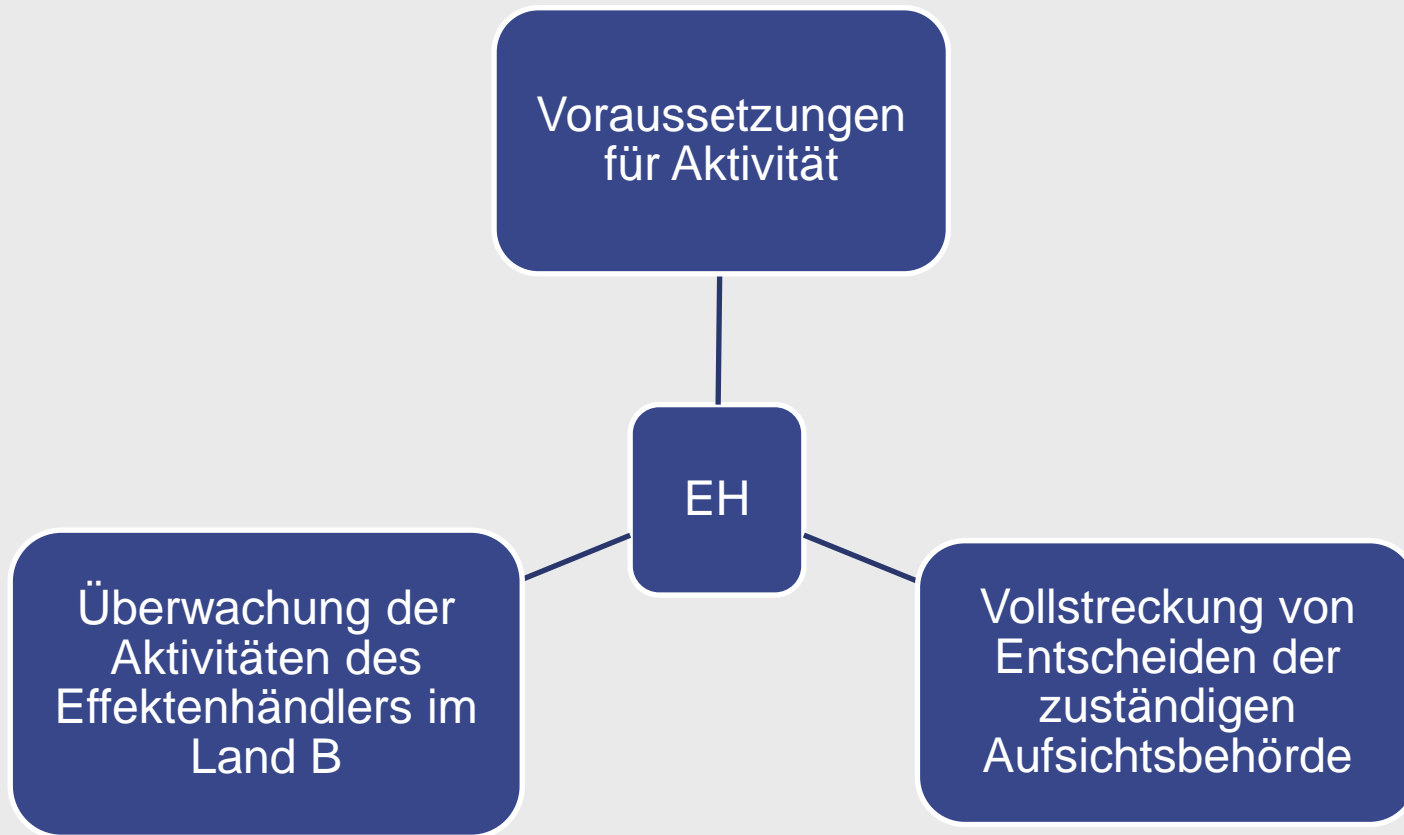 Voraussetzungen
für Aktivität
EH
Überwachung der
Aktivitäten des
Effektenhändlers im
Land B
Vollstreckung von
Entscheiden der
zuständigen
Aufsichtsbehörde